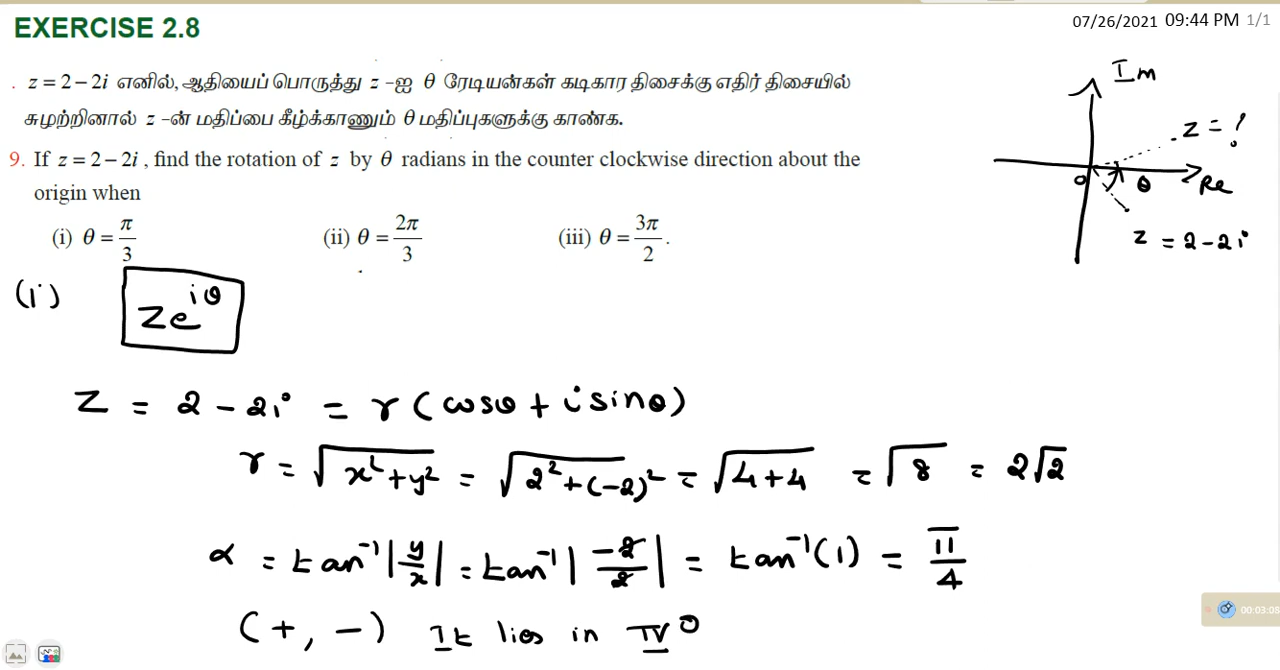 EXERCISE 2.8
07/26/2021 09:44 PM 1/1
. z = 2 − 2i எனில், ஆதியைப் பொருத்து z -ஐ θ ரேடியன்கள் கடிகார திசைக்கு எதிர் திசையில்
சுழற்றினால் z -ன் மதிப்பை கீழ்க்காணும் θ மதிப்புகளுக்கு காண்க.
9. If z = 2 − 2i , find the rotation of z by θ radians in the counter clockwise direction about the
origin when
(i) θ = π/3 (ii) θ = 2π/3 (iii) θ = 3π/2 .
Im
z = ?
0 θ Re
z = 2 - 2i
(i) ze^{iθ}
z = 2 - 2i = r (cosθ + i sinθ)
r = √(x² + y²) = √(2² + (-2)²) = √(4+4) = √8 = 2√2
α = tan⁻¹|y/x| = tan⁻¹|-2/2| = tan⁻¹(1) = π/4
(+, -) It lies in IV Q
00:03:08